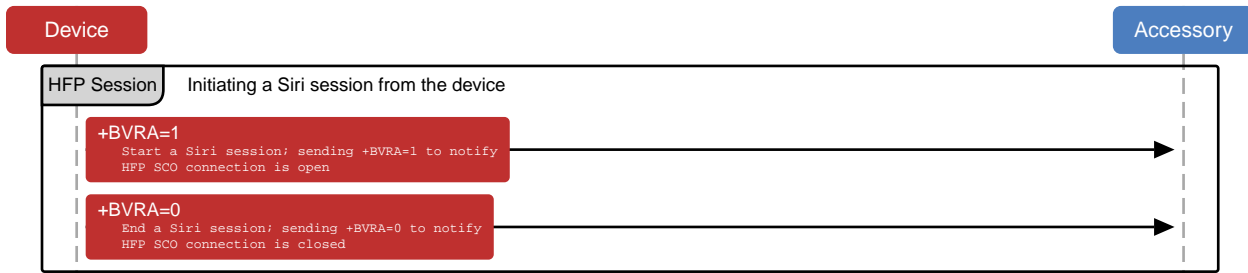 Device
Accessory
HFP Session
Initiating a Siri session from the device
+BVRA=1
Start a Siri session; sending +BVRA=1 to notify
HFP SCO connection is open
+BVRA=0
End a Siri session; sending +BVRA=0 to notify
HFP SCO connection is closed